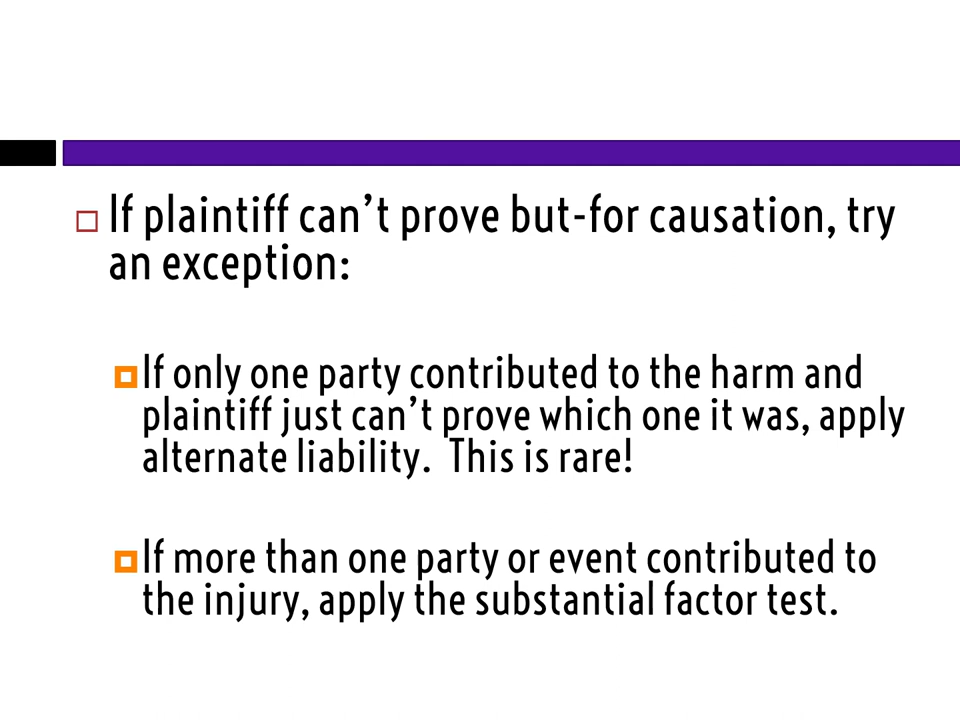 If plaintiff can’t prove but-for causation, try
an exception:
If only one party contributed to the harm and
plaintiff just can’t prove which one it was, apply
alternate liability.  This is rare!
If more than one party or event contributed to
the injury, apply the substantial factor test.